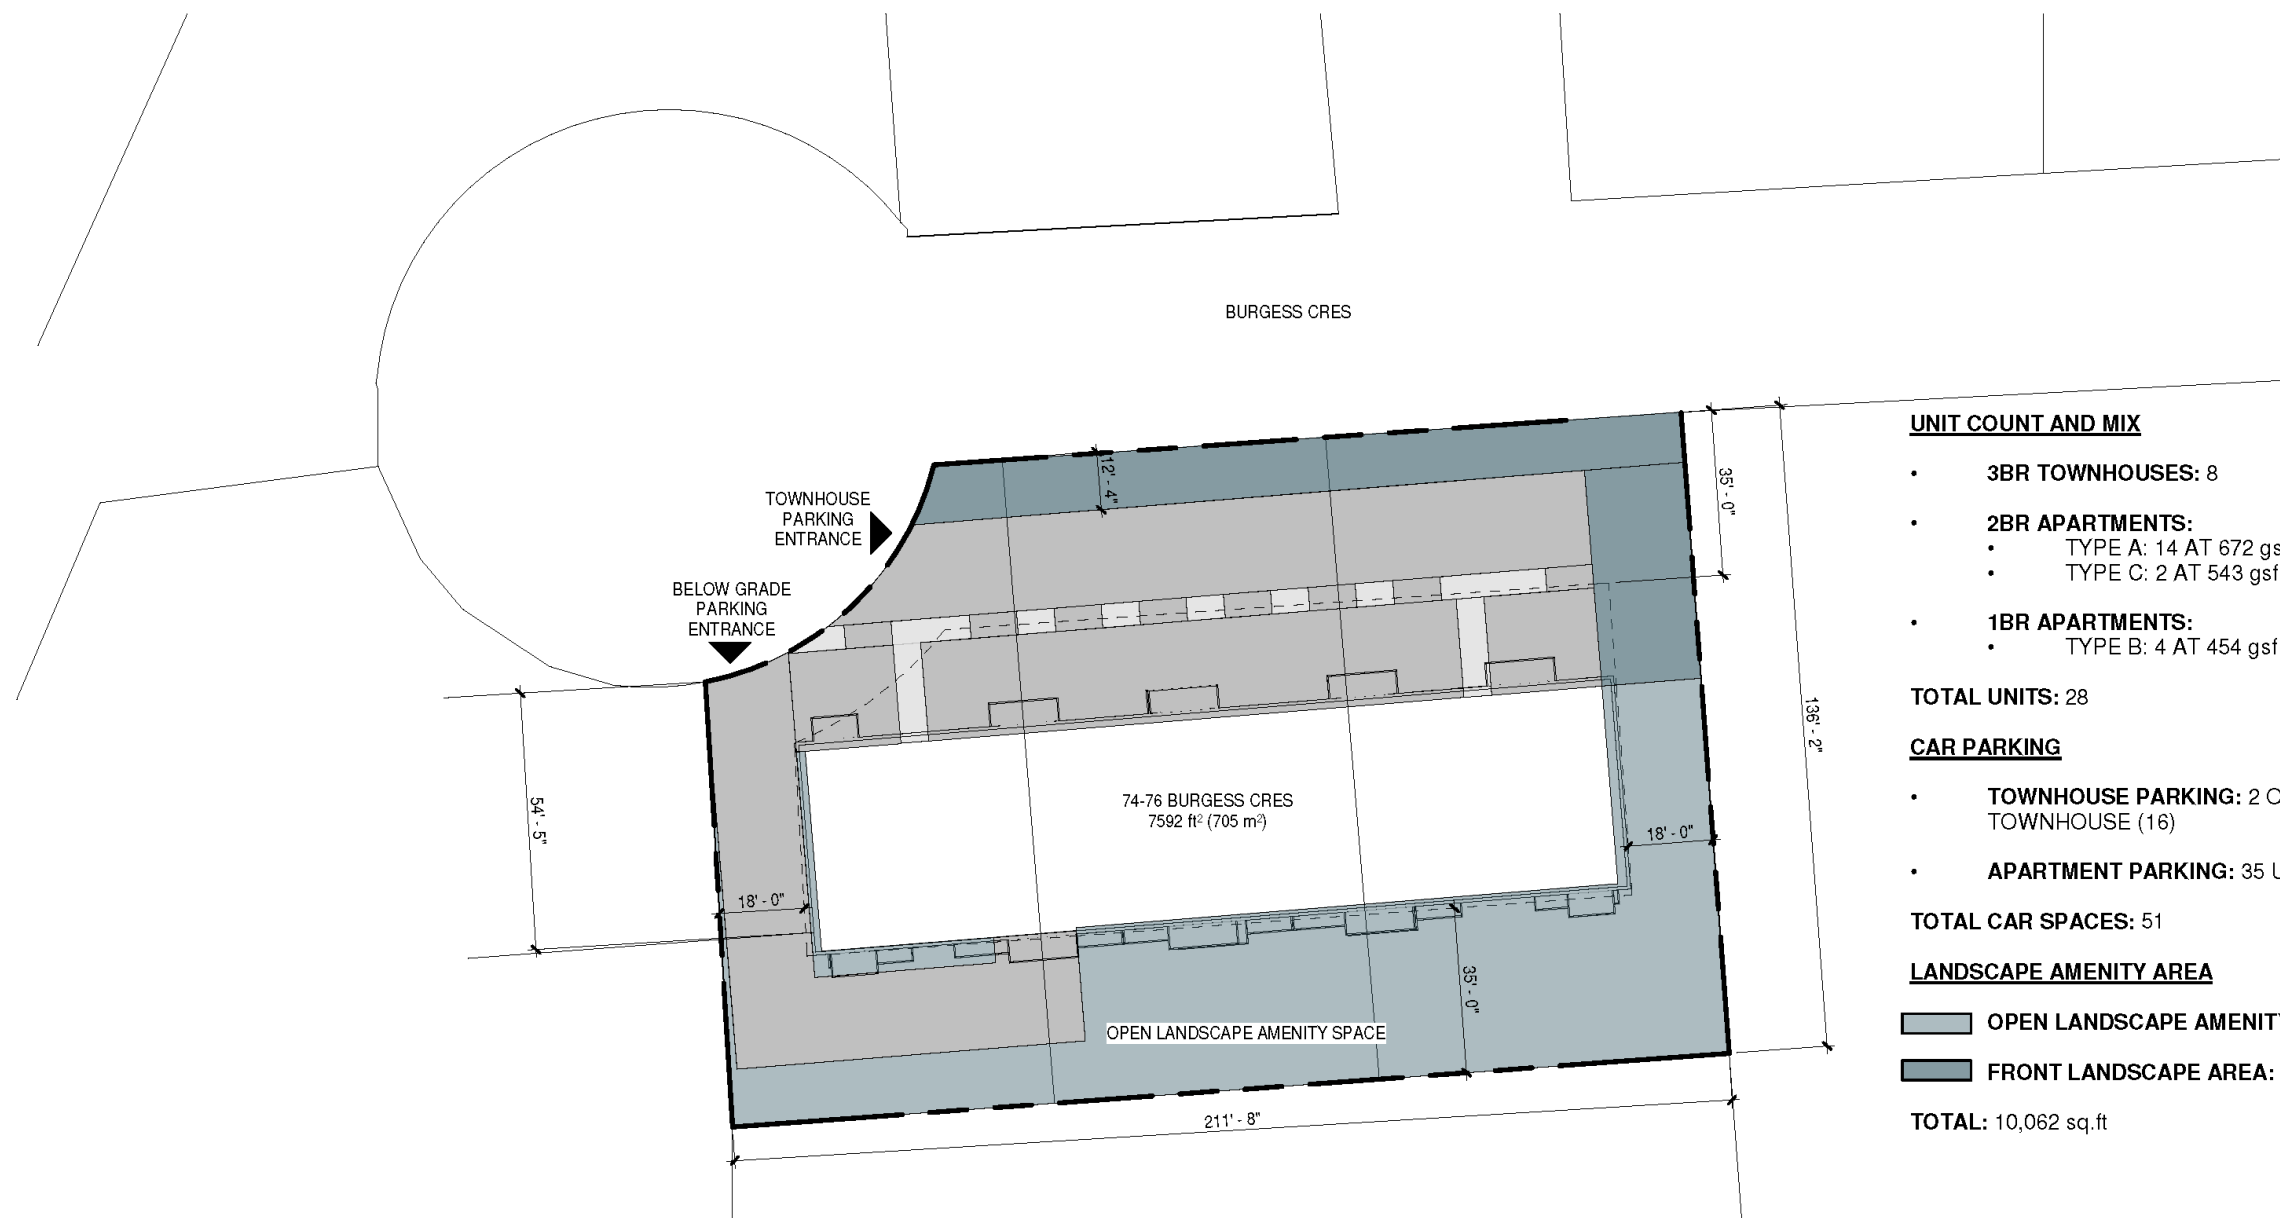 BURGESS CRES
TOWNHOUSE
PARKING
ENTRANCE
BELOW GRADE
PARKING
ENTRANCE
12' - 4"
35' - 0"
136' - 2"
54' - 5"
18' - 0"
18' - 0"
74-76 BURGESS CRES
7592 ft² (705 m²)
35' - 0"
OPEN LANDSCAPE AMENITY SPACE
211' - 8"
UNIT COUNT AND MIX
• 3BR TOWNHOUSES: 8
• 2BR APARTMENTS:
• TYPE A: 14 AT 672 gs
• TYPE C: 2 AT 543 gsf
• 1BR APARTMENTS:
• TYPE B: 4 AT 454 gsf
TOTAL UNITS: 28
CAR PARKING
• TOWNHOUSE PARKING: 2
TOWNHOUSE (16)
• APARTMENT PARKING: 35
TOTAL CAR SPACES: 51
LANDSCAPE AMENITY AREA
OPEN LANDSCAPE AMENIT
FRONT LANDSCAPE AREA:
TOTAL: 10,062 sq.ft